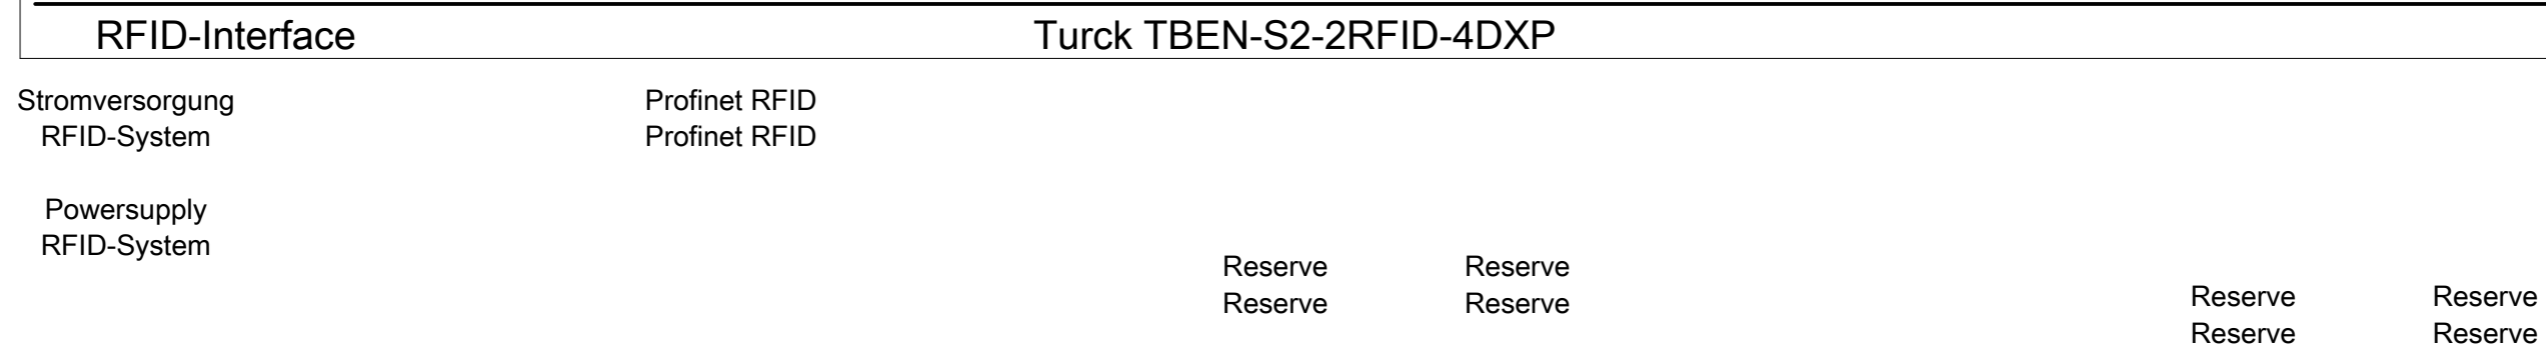 RFID-Interface Turck TBEN-S2-2RFID-4DXP
Stromversorgung Profinet RFID
RFID-System Profinet RFID
Powersupply
RFID-System
Reserve Reserve
Reserve Reserve
Reserve Reserve
Reserve Reserve